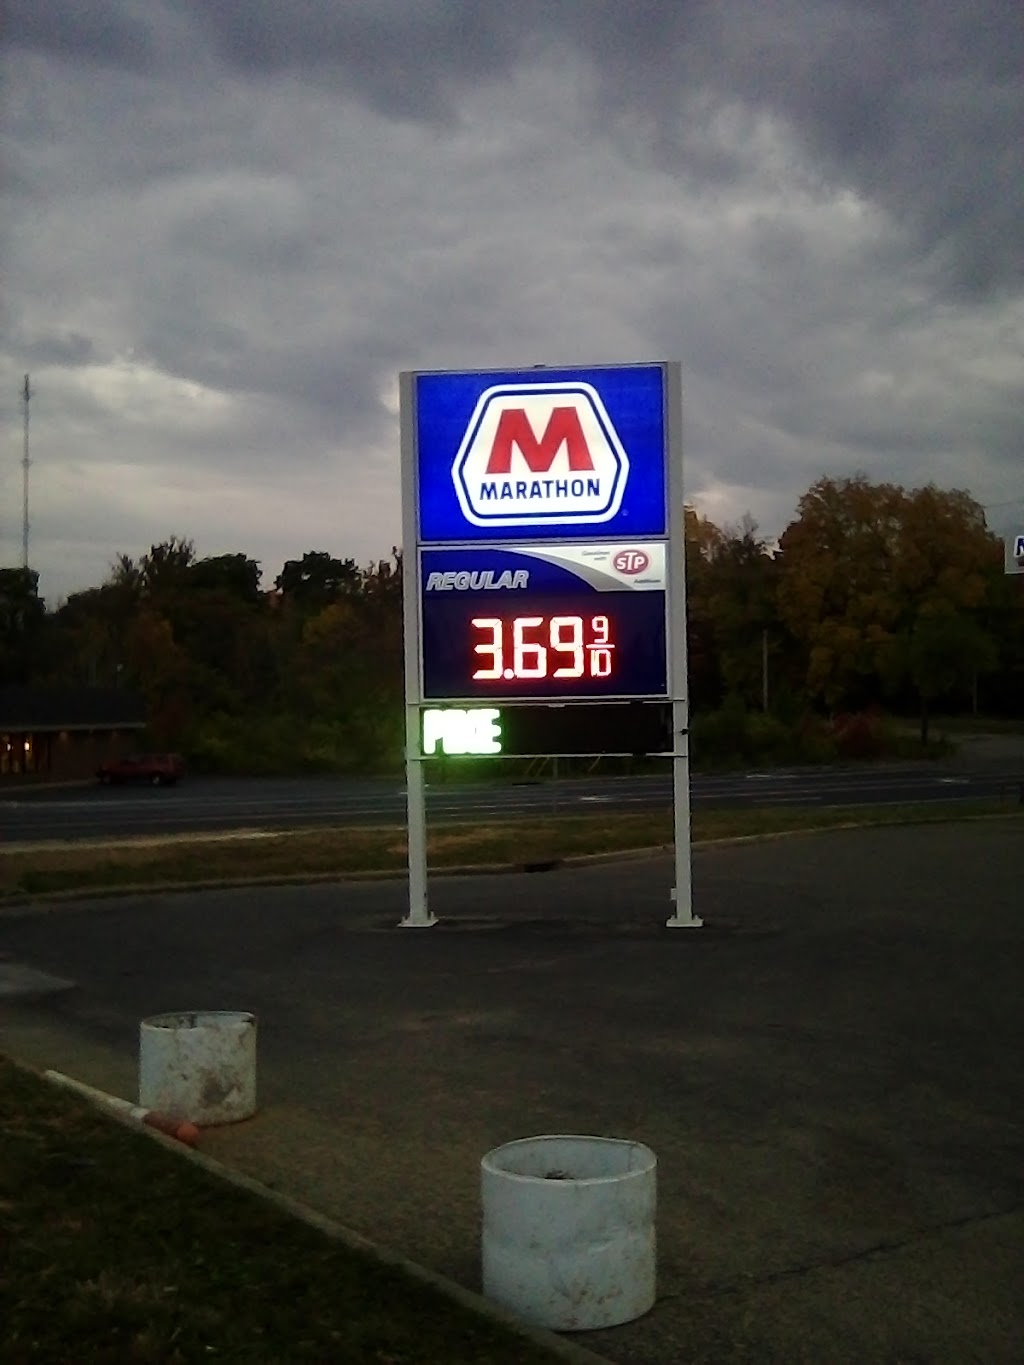 M
MARATHON
STP
REGULAR
3.69 9/10